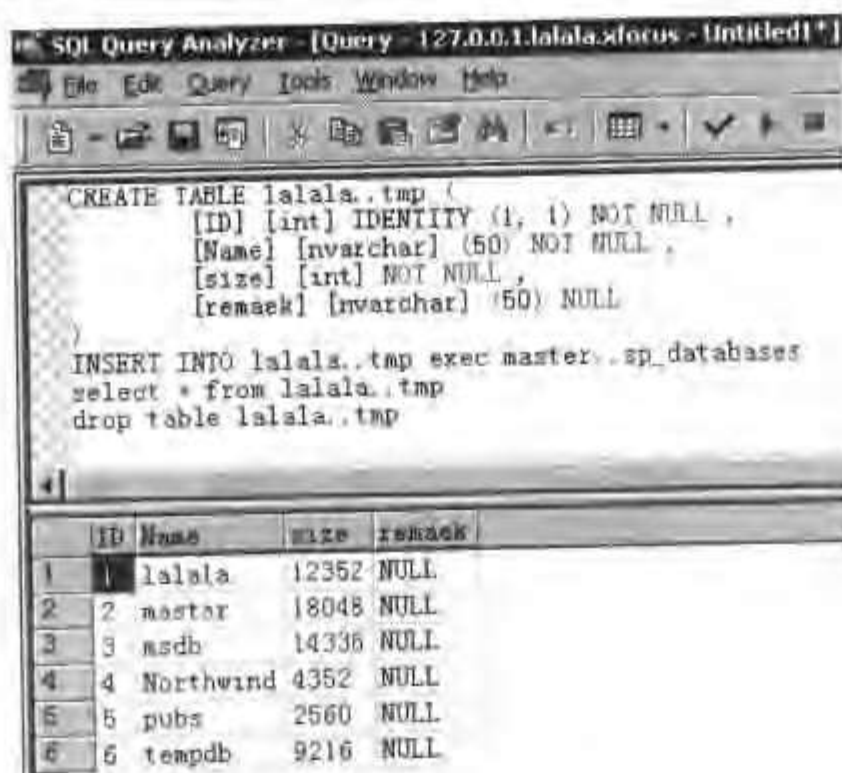 SQL Query Analyzer - [Query - 127.0.0.1.lalala.xfocus - Untitled1*]
File Edit Query Tools Window Help
CREATE TABLE lalala..tmp (
[ID] [int] IDENTITY (1, 1) NOT NULL ,
[Name] [nvarchar] (50) NOT NULL ,
[size] [int] NOT NULL ,
[remaek] [nvarchar] (50) NULL
)
INSERT INTO lalala..tmp exec master..sp_databases
select * from lalala..tmp
drop table lalala..tmp
ID Name size remaek
1 1 lalala 12352 NULL
2 2 master 18048 NULL
3 3 msdb 14336 NULL
4 4 Northwind 4352 NULL
5 5 pubs 2560 NULL
6 6 tempdb 9216 NULL